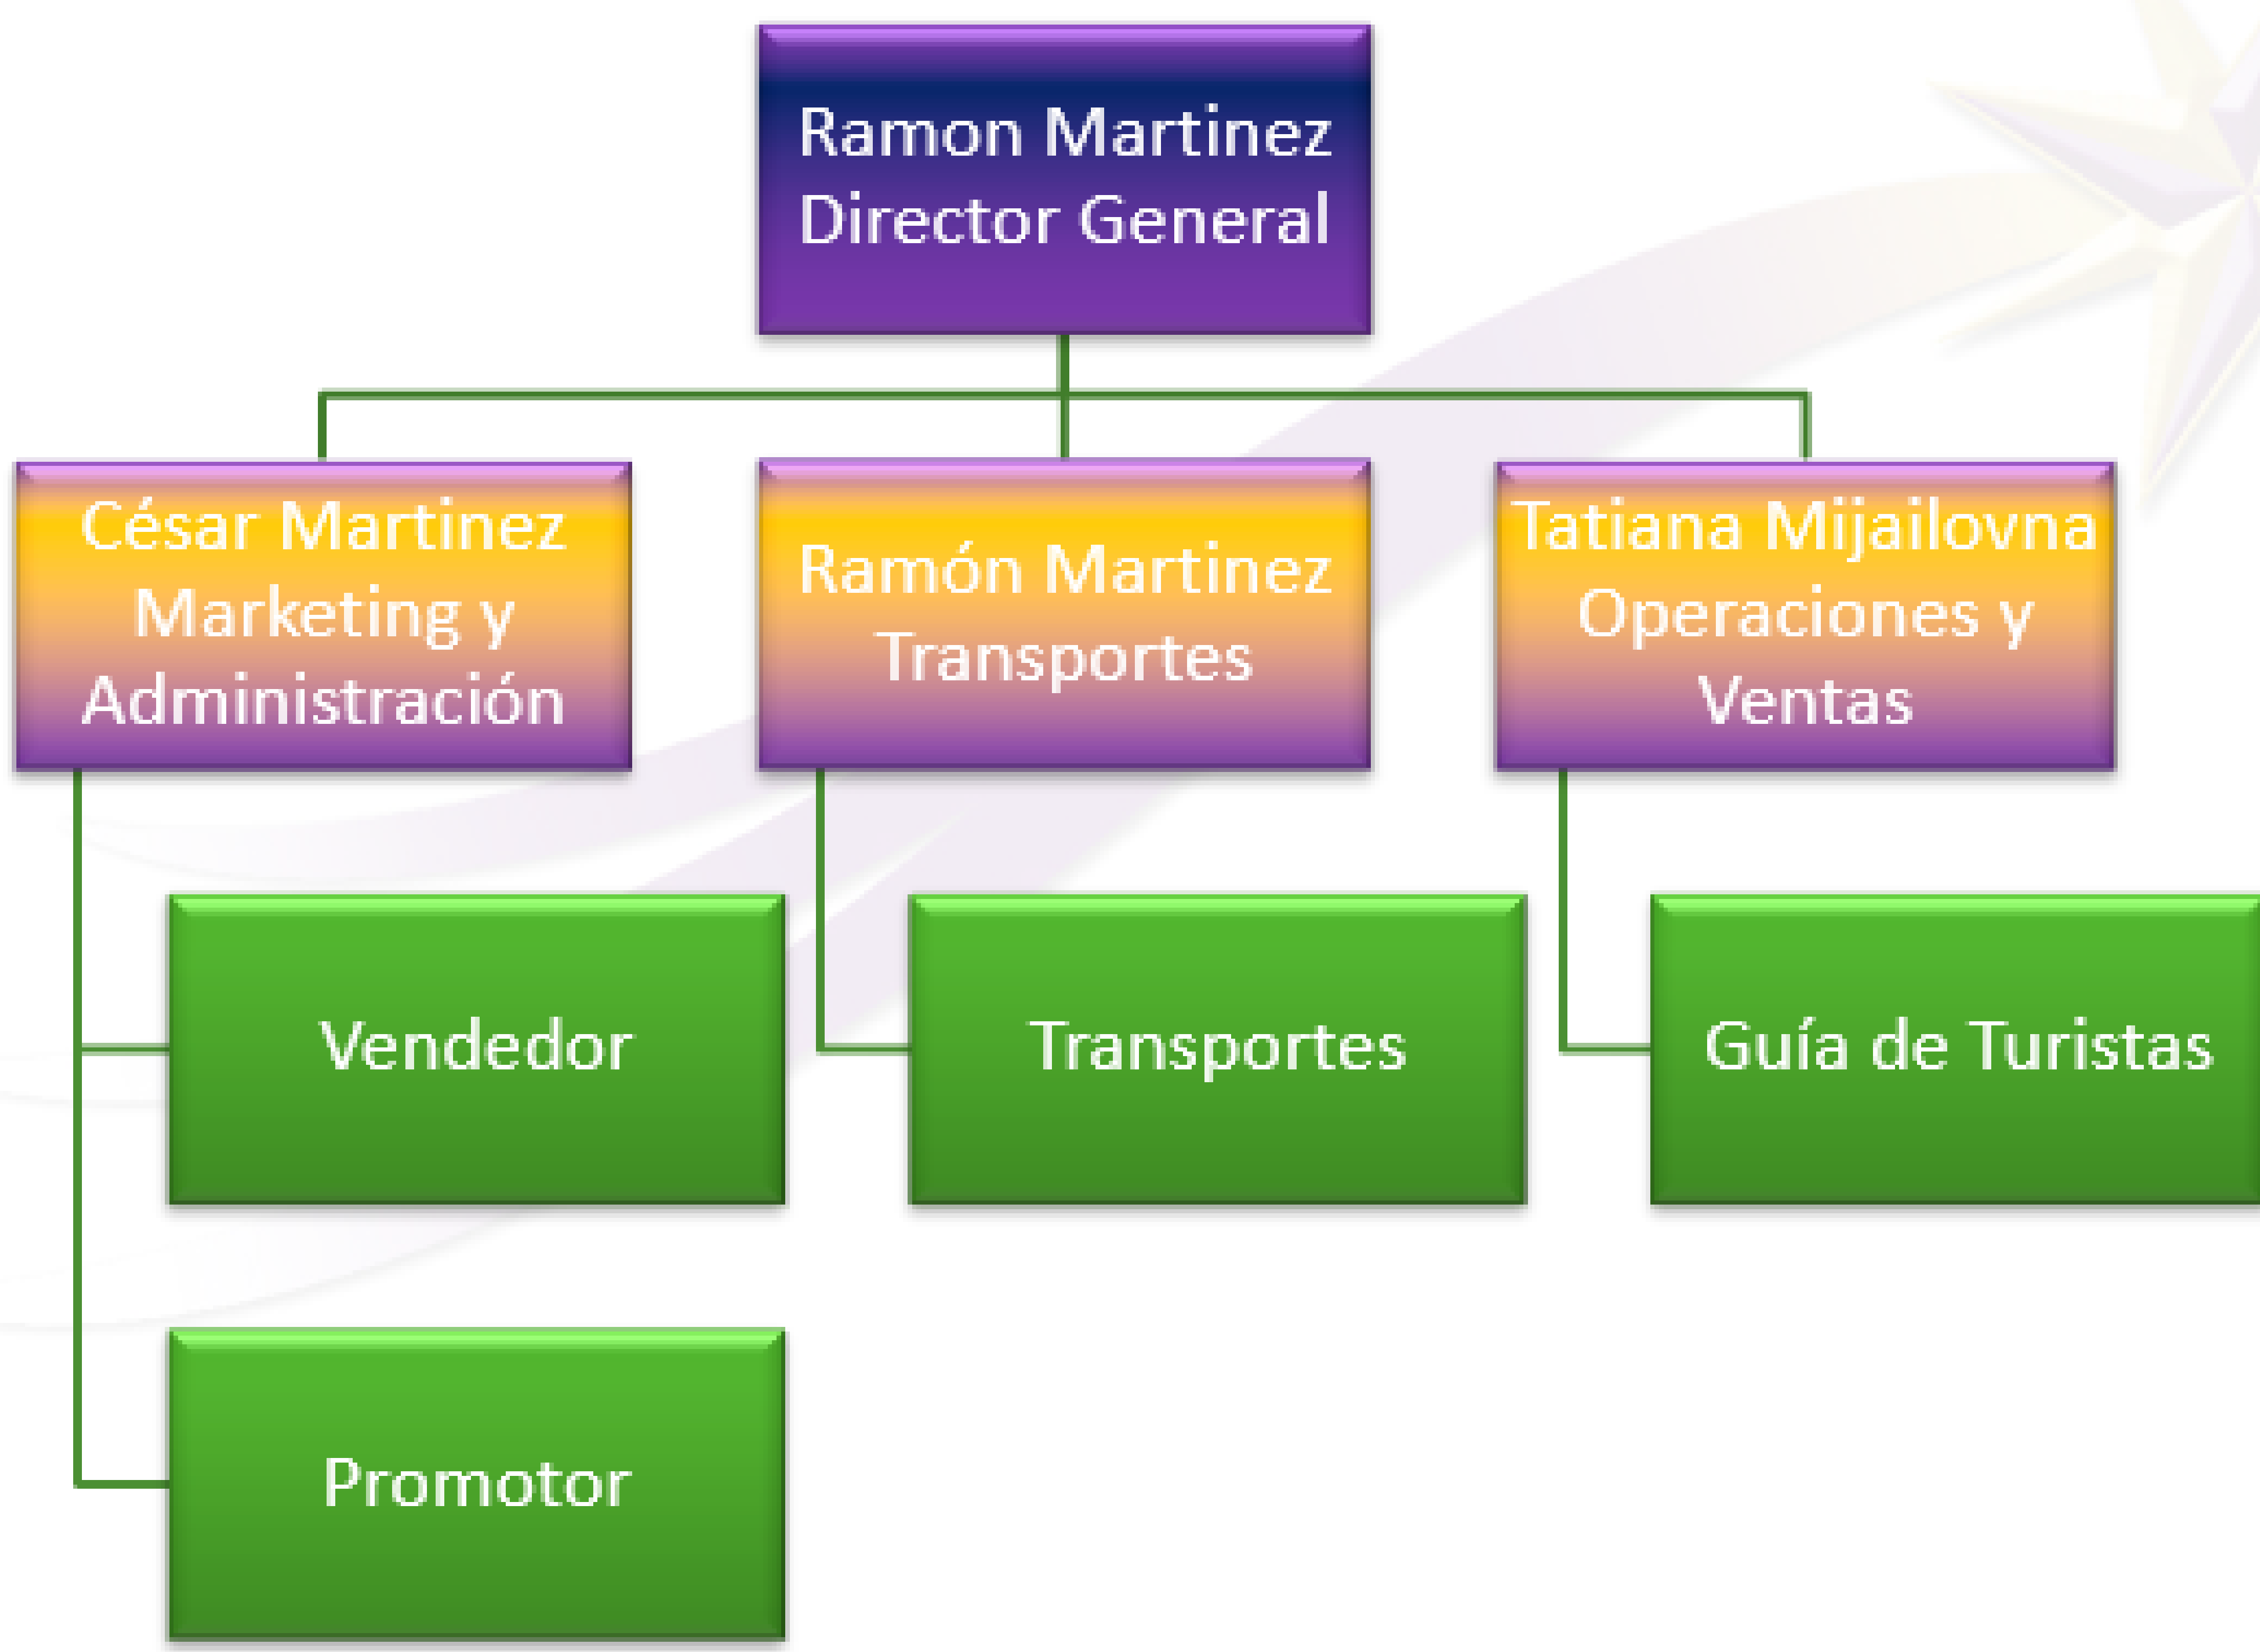 Ramon Martinez
Director General
César Martinez
Marketing y
Administración
Ramón Martinez
Transportes
Tatiana Mijailovna
Operaciones y
Ventas
Vendedor
Transportes
Guía de Turistas
Promotor